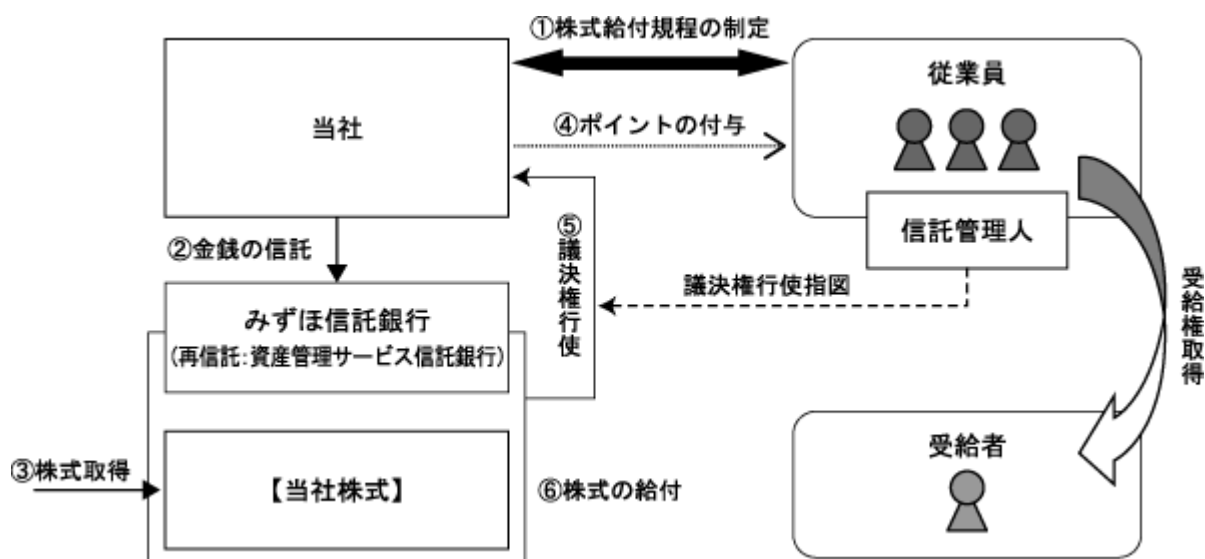 ①株式給付規程の制定
当社
従業員
④ポイントの付与
信託管理人
②金銭の信託
⑤議決権行使
議決権行使指図
受給権取得
みずほ信託銀行
(再信託:資産管理サービス信託銀行)
③株式取得
【当社株式】
⑥株式の給付
受給者